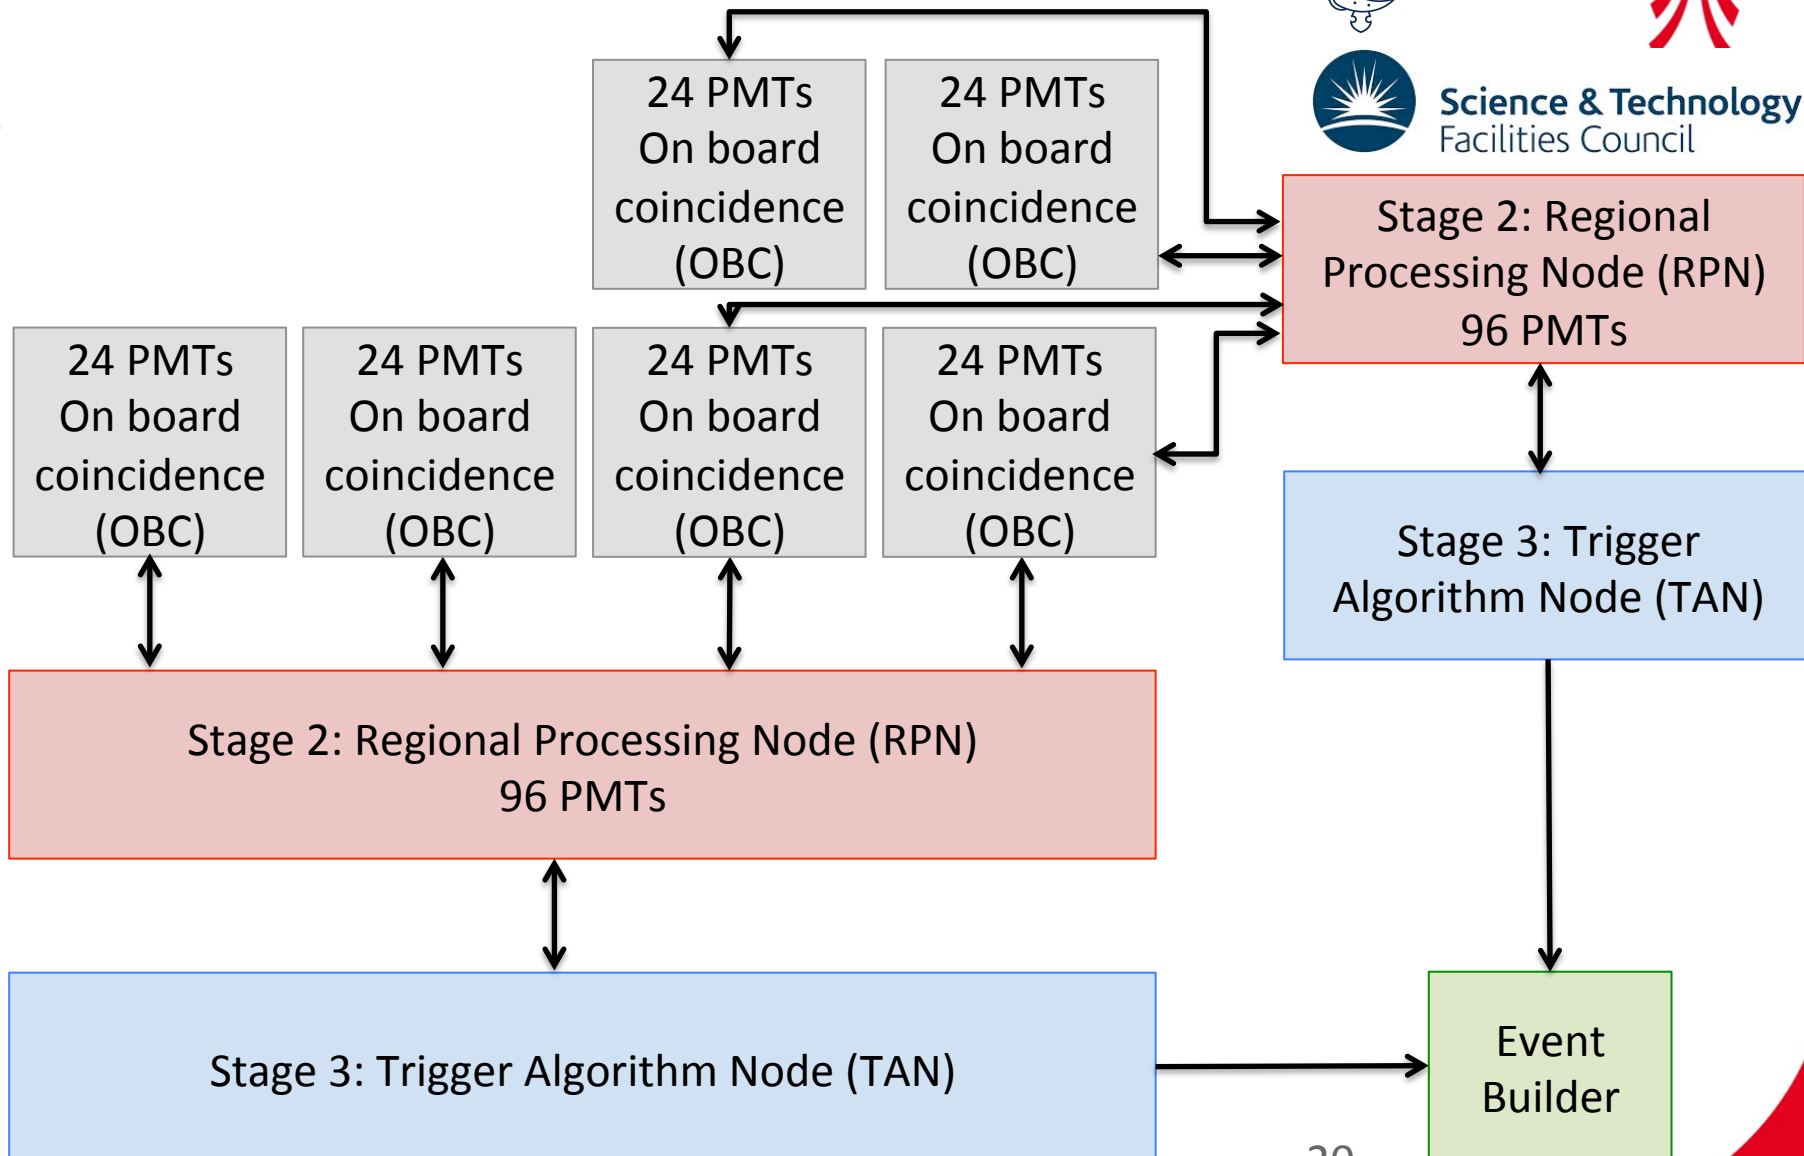 24 PMTs
On board
coincidence
(OBC)
24 PMTs
On board
coincidence
(OBC)
Science & Technology
Facilities Council
Stage 2: Regional
Processing Node (RPN)
96 PMTs
24 PMTs
On board
coincidence
(OBC)
24 PMTs
On board
coincidence
(OBC)
24 PMTs
On board
coincidence
(OBC)
24 PMTs
On board
coincidence
(OBC)
Stage 3: Trigger
Algorithm Node (TAN)
Stage 2: Regional Processing Node (RPN)
96 PMTs
Stage 3: Trigger Algorithm Node (TAN)
Event
Builder